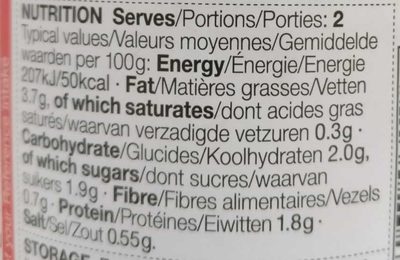 NUTRITION Serves/Portions/Porties: 2
Typical values/Valeurs moyennes/Gemiddelde
waarden per 100g: Energy/Énergie/Energie
207kJ/50kcal · Fat/Matières grasses/Vetten
3.7g, of which saturates/dont acides gras
saturés/waarvan verzadigde vetzuren 0.3g ·
Carbohydrate/Glucides/Koolhydraten 2.0g,
of which sugars/dont sucres/waarvan
suikers 1.9g · Fibre/Fibres alimentaires/Vezels
0.7g · Protein/Protéines/Eiwitten 1.8g ·
Salt/Sel/Zout 0.55g.
STORAGE
your Reference Intake